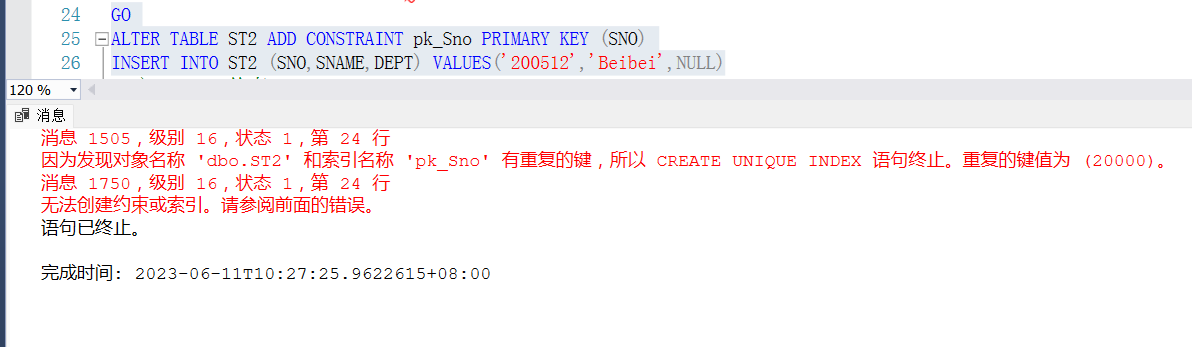 24 GO
25 ALTER TABLE ST2 ADD CONSTRAINT pk_Sno PRIMARY KEY (SNO)
26 INSERT INTO ST2 (SNO,SNAME,DEPT) VALUES('200512','Beibei',NULL)
120 %
消息
消息 1505，级别 16，状态 1，第 24 行
因为发现对象名称 'dbo.ST2' 和索引名称 'pk_Sno' 有重复的键，所以 CREATE UNIQUE INDEX 语句终止。重复的键值为 (20000)。
消息 1750，级别 16，状态 1，第 24 行
无法创建约束或索引。请参阅前面的错误。
语句已终止。
完成时间: 2023-06-11T10:27:25.9622615+08:00